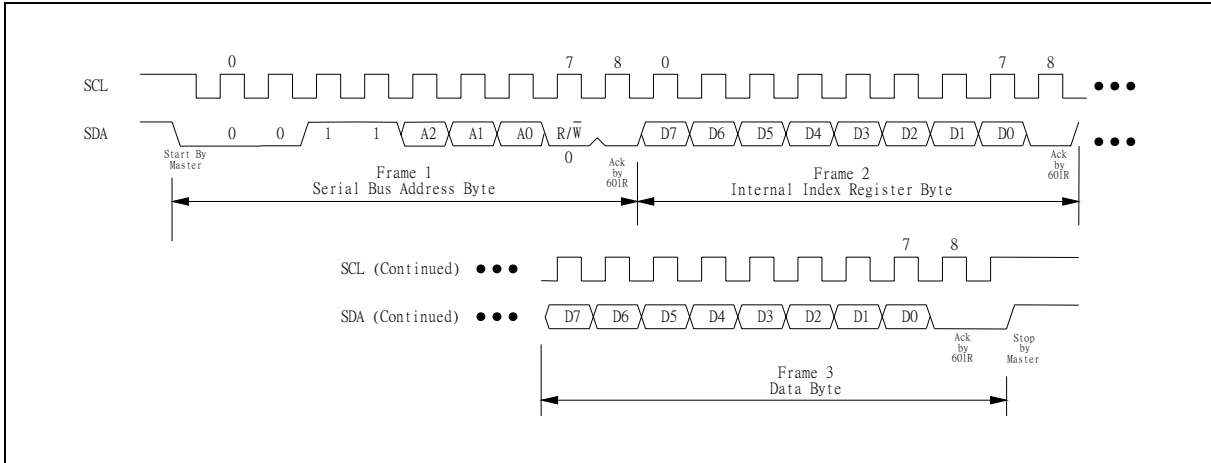 0 7 8 0 7 8
SCL
SDA 0 0 1 1 A2 A1 A0 R/W̅ D7 D6 D5 D4 D3 D2 D1 D0
0
Start By
Master
Ack
by
601R
Ack
by
601R
Frame 1
Serial Bus Address Byte
Frame 2
Internal Index Register Byte
7 8
SCL (Continued)
SDA (Continued) D7 D6 D5 D4 D3 D2 D1 D0
Ack
by
601R
Stop
by
Master
Frame 3
Data Byte